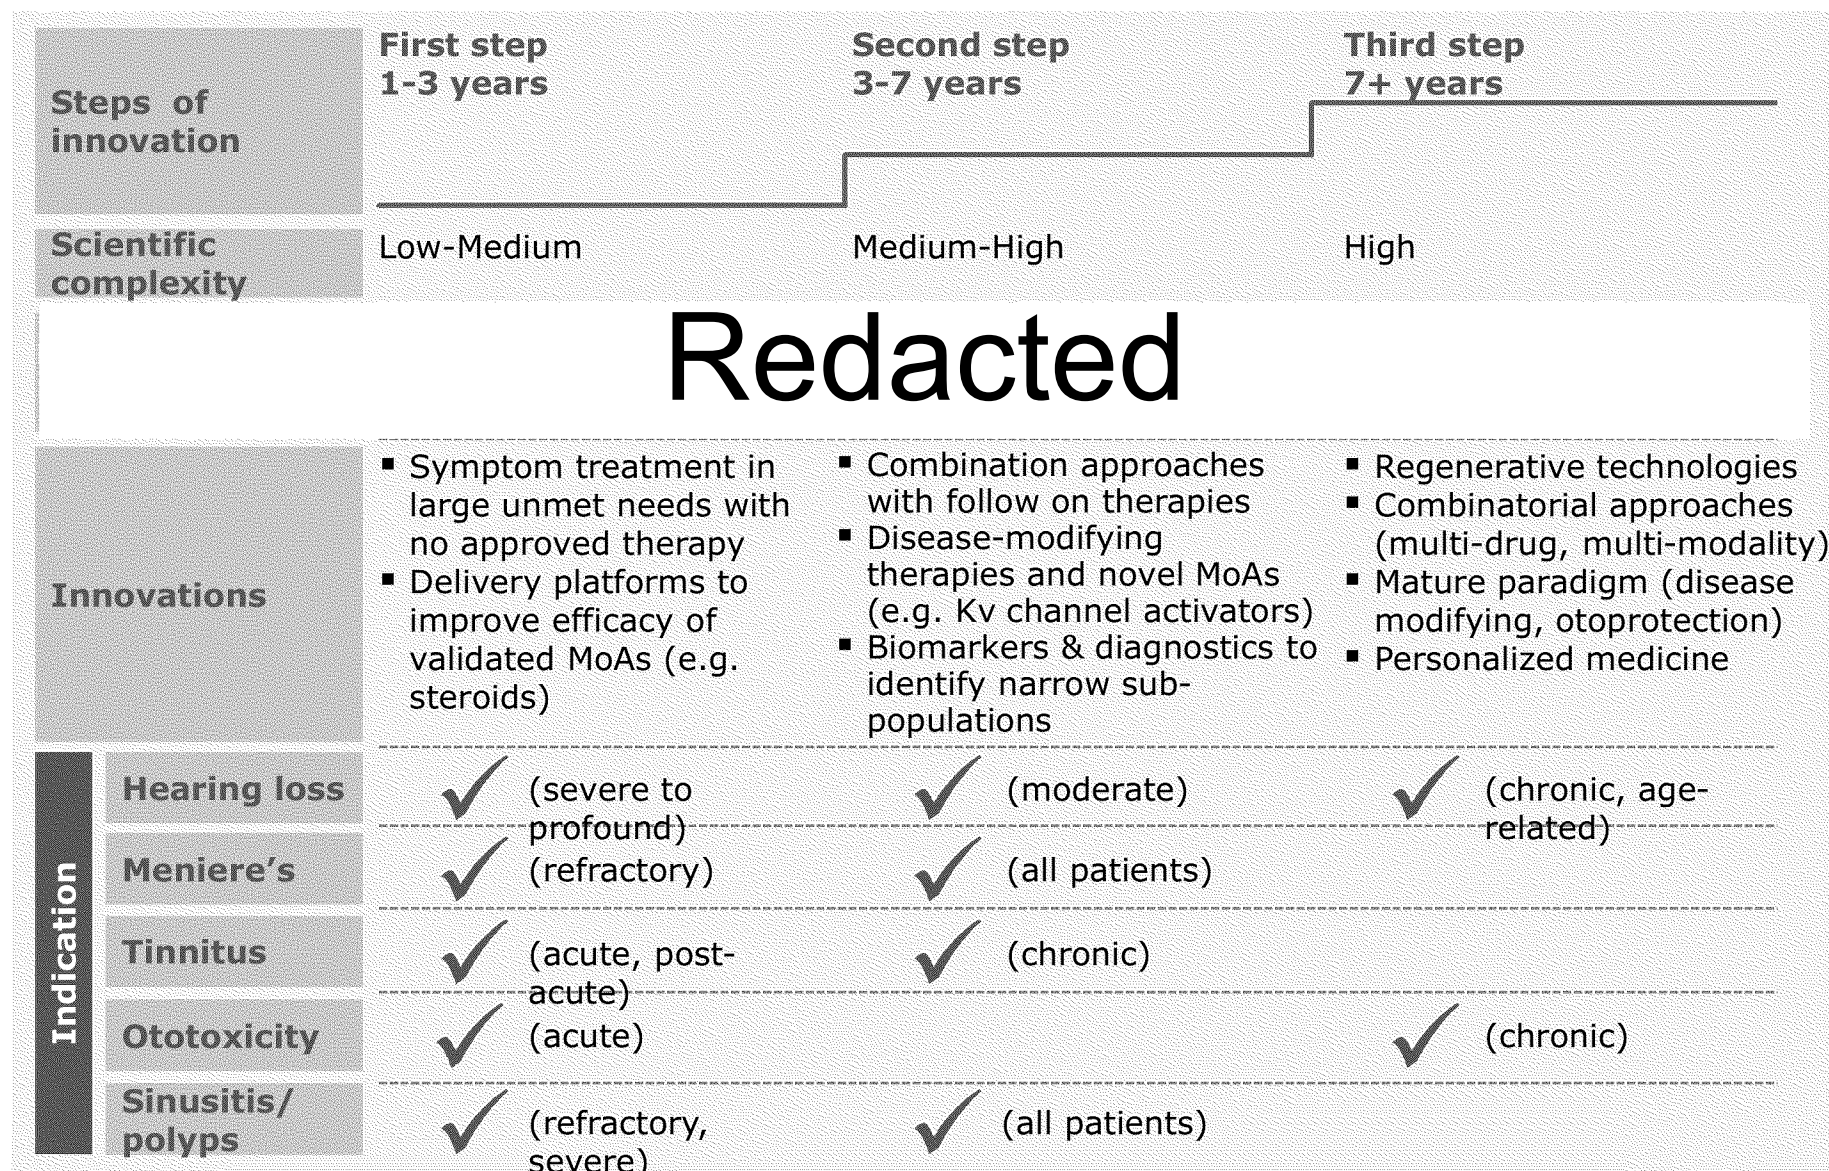 First step
1-3 years
Second step
3-7 years
Third step
7+ years
Steps of
innovation
Scientific
complexity
Low-Medium
Medium-High
High
Redacted
Innovations
▪ Symptom treatment in
large unmet needs with
no approved therapy
▪ Delivery platforms to
improve efficacy of
validated MoAs (e.g.
steroids)
▪ Combination approaches
with follow on therapies
▪ Disease-modifying
therapies and novel MoAs
(e.g. Kv channel activators)
▪ Biomarkers & diagnostics to
identify narrow sub-
populations
▪ Regenerative technologies
▪ Combinatorial approaches
(multi-drug, multi-modality)
▪ Mature paradigm (disease
modifying, otoprotection)
▪ Personalized medicine
Indication
Hearing loss
✓ (severe to
profound)
✓ (moderate)
✓ (chronic, age-
related)
Meniere’s
✓ (refractory)
✓ (all patients)
Tinnitus
✓ (acute, post-
acute)
✓ (chronic)
Ototoxicity
✓ (acute)
✓ (chronic)
Sinusitis/
polyps
✓ (refractory,
severe)
✓ (all patients)